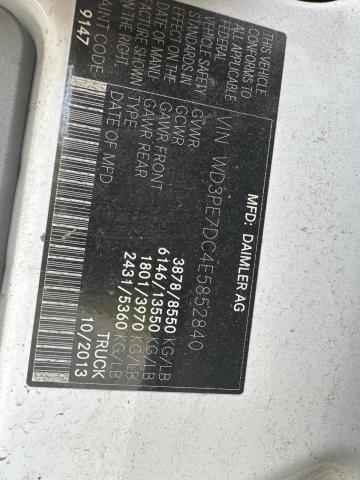 MFD: DAIMLER AG
VIN WD3PE7DC4E5852840
GVWR 3878/8550 KG/LB
GCWR 6146/13550 KG/LB
GAWR FRONT 1801/3970 KG/LB
GAWR REAR 2431/5360 KG/LB
TYPE TRUCK
DATE OF MFD. 10/2013
THIS VEHICLE
CONFORMS TO
ALL APPLICABLE
FEDERAL
VEHICLE SAFETY
STANDARDS IN
EFFECT ON THE
DATE OF MANU-
FACTURE SHOWN
ON THE RIGHT
PAINT CODE
9147